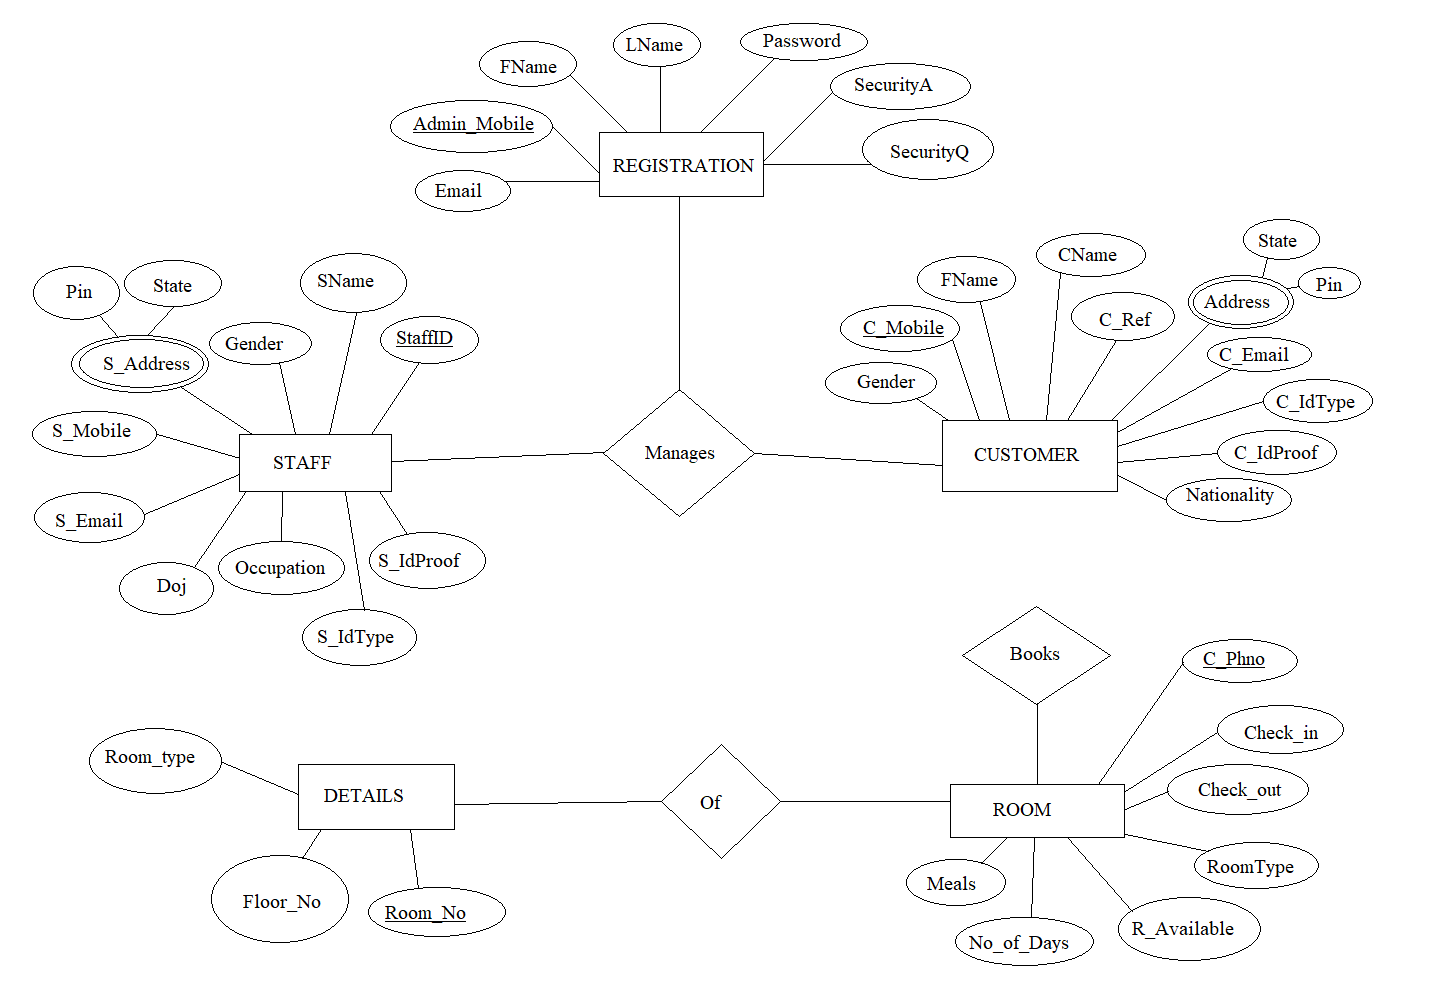 LName
Password
FName
SecurityA
Admin_Mobile
SecurityQ
REGISTRATION
Email
State
CName
SName
FName
State
Pin
Pin
Address
C_Ref
C_Mobile
Gender
StaffID
C_Email
S_Address
Gender
C_IdType
S_Mobile
Manages
C_IdProof
STAFF
CUSTOMER
Nationality
S_Email
S_IdProof
Occupation
Doj
S_IdType
Books
C_Phno
Check_in
Room_type
Check_out
DETAILS
Of
ROOM
RoomType
Meals
Floor_No
Room_No
R_Available
No_of_Days